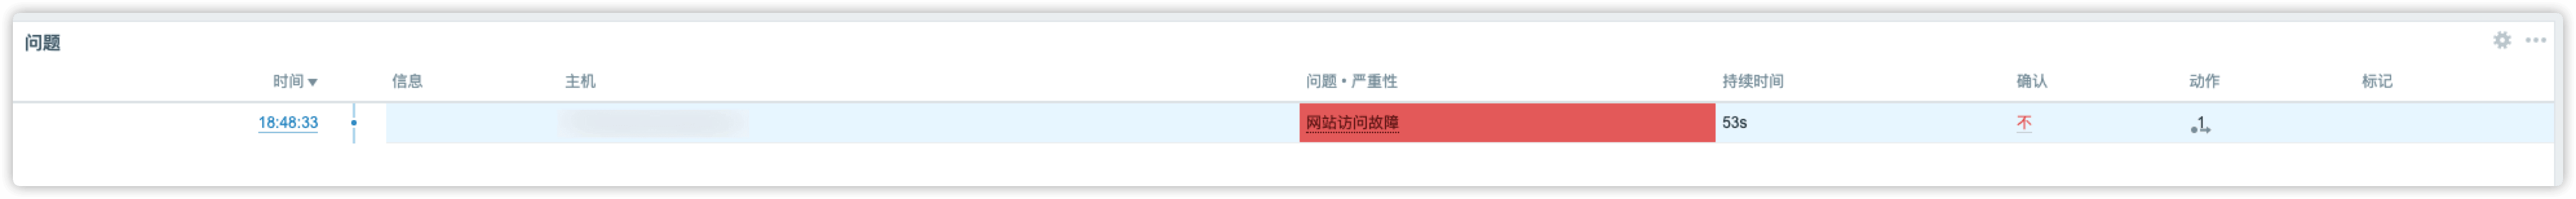 问题
时间 信息 主机 问题 • 严重性 持续时间 确认 动作 标记
18:48:33 网站访问故障 53s 不 1